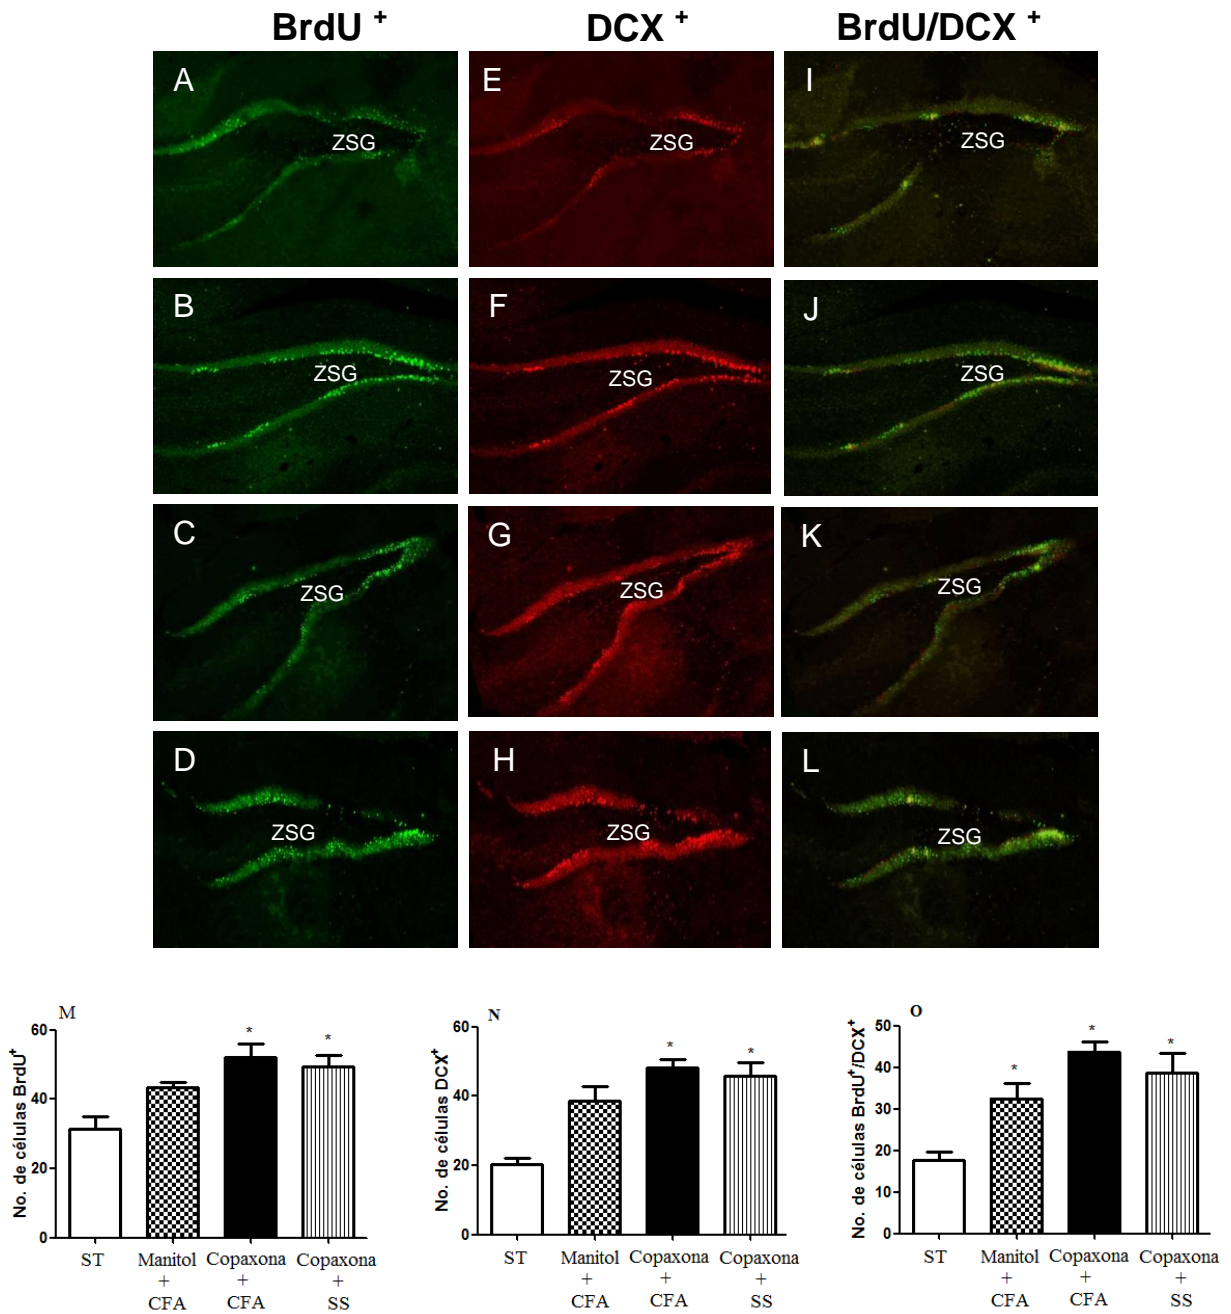 BrdU + DCX + BrdU/DCX +
A E I
ZSG ZSG ZSG
B F J
ZSG ZSG ZSG
C G K
ZSG ZSG ZSG
D H L
ZSG ZSG ZSG
M
No. de células BrdU+
60
40
20
0
* *
ST Manitol + CFA Copaxona + CFA Copaxona + SS
N
No. de células DCX+
60
40
20
0
* *
ST Manitol + CFA Copaxona + CFA Copaxona + SS
O
No. de células BrdU+/DCX+
50
40
30
20
10
0
* * *
ST Manitol + CFA Copaxona + CFA Copaxona + SS